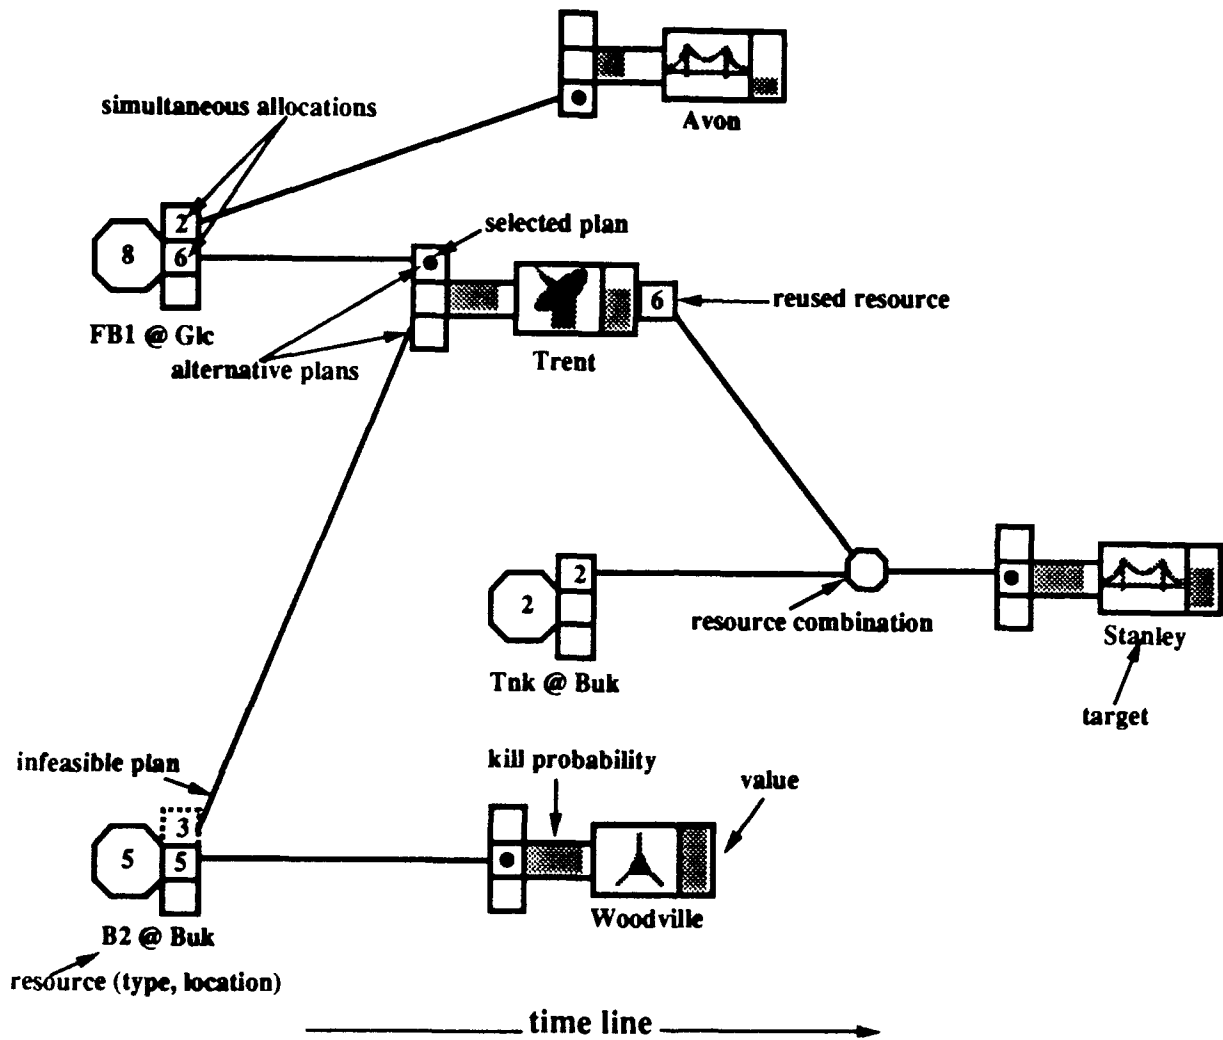 Avon
simultaneous allocations
2
selected plan
8
6
6
reused resource
FB1 @ Glc
alternative plans
Trent
2
2
resource combination
Stanley
Tnk @ Buk
target
infeasible plan
kill probability
value
3
5
5
Woodville
B2 @ Buk
resource (type, location)
time line